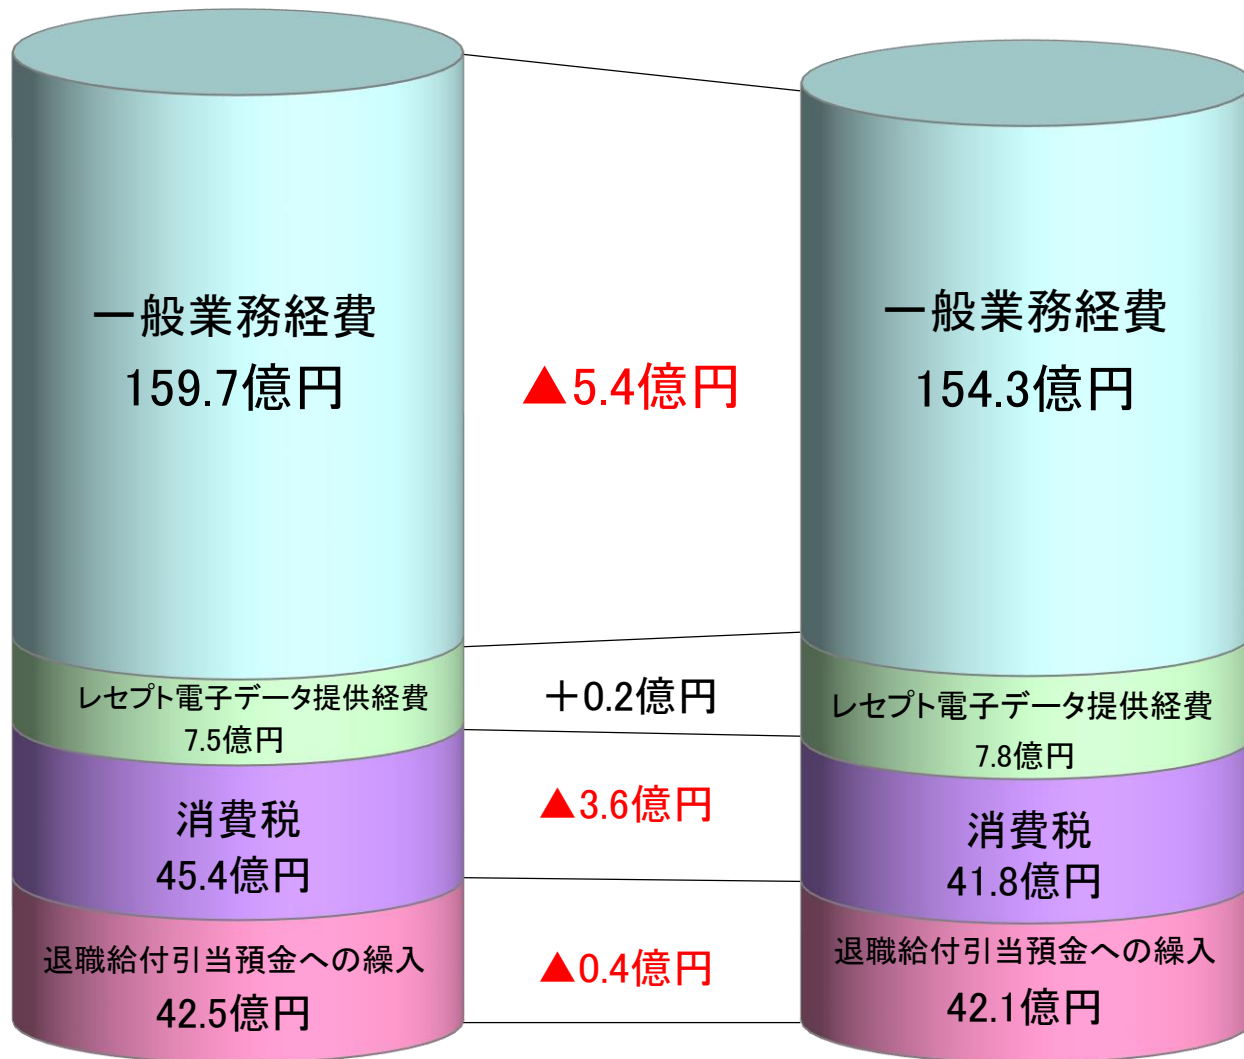 一般業務経費
159.7億円
レセプト電子データ提供経費
7.5億円
消費税
45.4億円
退職給付引当預金への繰入
42.5億円
▲5.4億円
＋0.2億円
▲3.6億円
▲0.4億円
一般業務経費
154.3億円
レセプト電子データ提供経費
7.8億円
消費税
41.8億円
退職給付引当預金への繰入
42.1億円